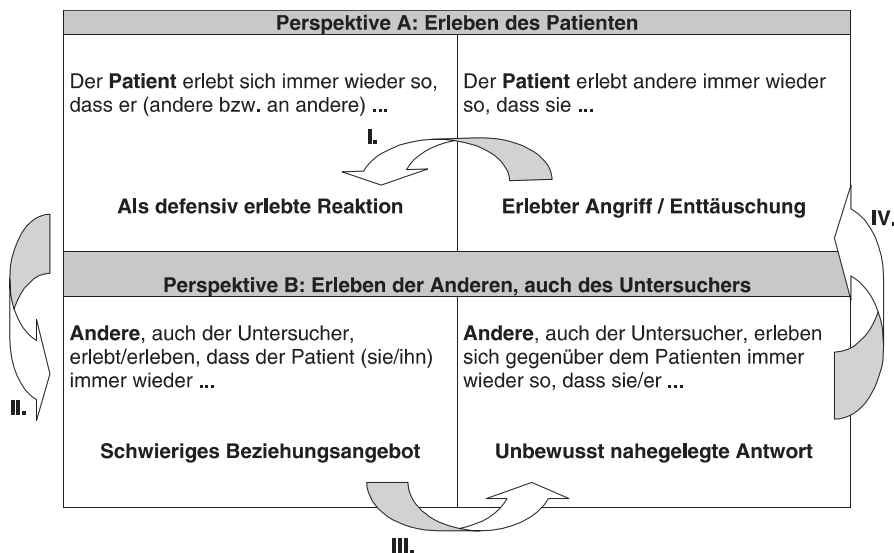 Perspektive A: Erleben des Patienten
Der Patient erlebt sich immer wieder so,
dass er (andere bzw. an andere) ...
Der Patient erlebt andere immer wieder
so, dass sie ...
I.
Als defensiv erlebte Reaktion
Erlebter Angriff / Enttäuschung
IV.
Perspektive B: Erleben der Anderen, auch des Untersuchers
Andere, auch der Untersucher,
erlebt/erleben, dass der Patient (sie/ihn)
immer wieder ...
Andere, auch der Untersucher, erleben
sich gegenüber dem Patienten immer
wieder so, dass sie/er ...
II.
Schwieriges Beziehungsangebot
Unbewusst nahegelegte Antwort
III.